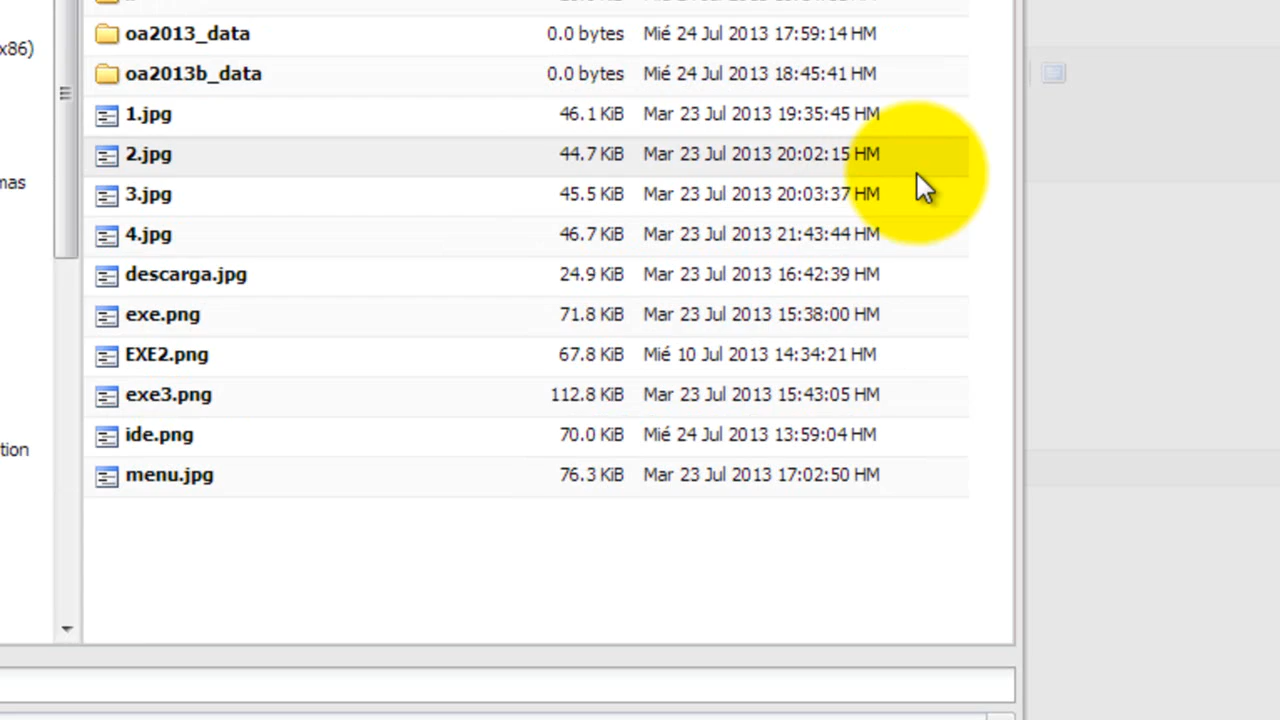 oa2013_data 0.0 bytes Mié 24 Jul 2013 17:59:14 HM
x86)
oa2013b_data 0.0 bytes Mié 24 Jul 2013 18:45:41 HM
1.jpg 46.1 KiB Mar 23 Jul 2013 19:35:45 HM
2.jpg 44.7 KiB Mar 23 Jul 2013 20:02:15 HM
mas
3.jpg 45.5 KiB Mar 23 Jul 2013 20:03:37 HM
4.jpg 46.7 KiB Mar 23 Jul 2013 21:43:44 HM
descarga.jpg 24.9 KiB Mar 23 Jul 2013 16:42:39 HM
exe.png 71.8 KiB Mar 23 Jul 2013 15:38:00 HM
EXE2.png 67.8 KiB Mié 10 Jul 2013 14:34:21 HM
exe3.png 112.8 KiB Mar 23 Jul 2013 15:43:05 HM
ide.png 70.0 KiB Mié 24 Jul 2013 13:59:04 HM
tion
menu.jpg 76.3 KiB Mar 23 Jul 2013 17:02:50 HM